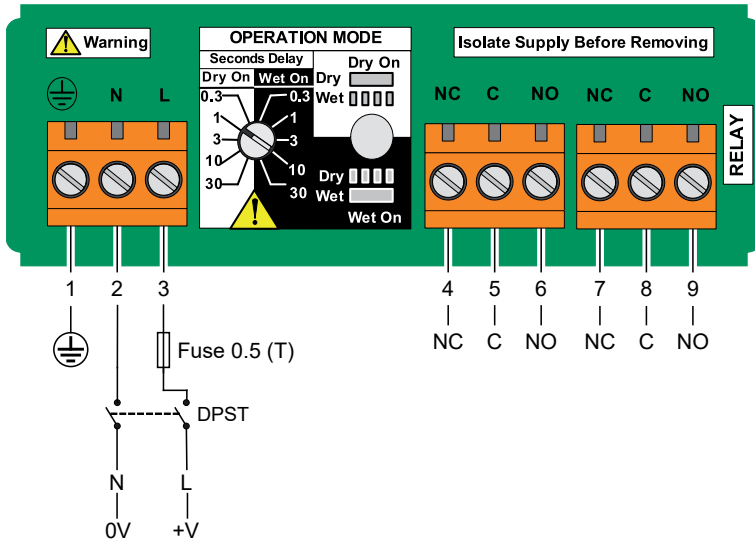 Warning
OPERATION MODE
Isolate Supply Before Removing
Seconds Delay
Dry On Wet On
Dry On
Dry
Wet
0.3 0.3
1 1
3 3
10 10
30 30
Dry
Wet
Wet On
N L
NC C NO NC C NO
RELAY
1 2 3 4 5 6 7 8 9
NC C NO NC C NO
Fuse 0.5 (T)
DPST
N L
0V +V